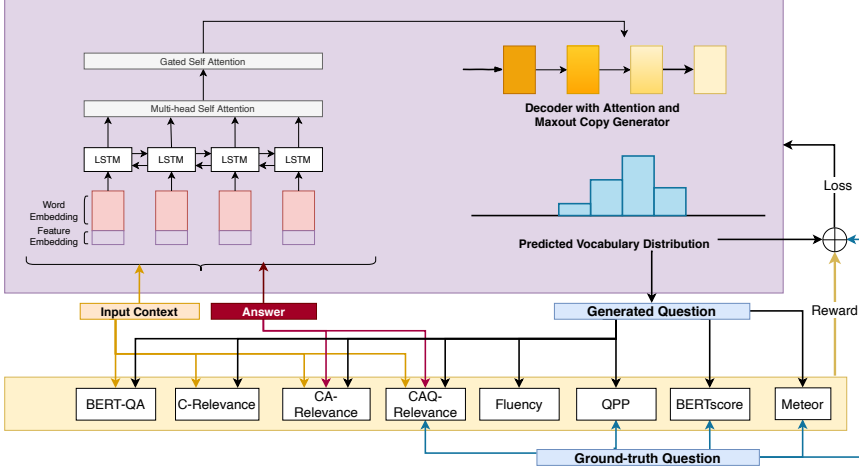 Gated Self Attention
Multi-head Self Attention
LSTM LSTM LSTM LSTM
Word
Embedding
Feature
Embedding
Decoder with Attention and
Maxout Copy Generator
Predicted Vocabulary Distribution
Loss
Reward
Input Context
Answer
Generated Question
BERT-QA
C-Relevance
CA-
Relevance
CAQ-
Relevance
Fluency
QPP
BERTscore
Meteor
Ground-truth Question